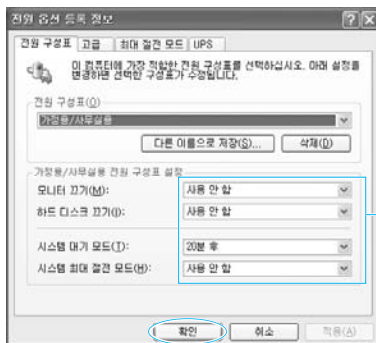 전원 옵션 등록 정보
전원 구성표 고급 최대 절전 모드 UPS
이 컴퓨터에 가장 적합한 전원 구성표를 선택하십시오. 아래 설정을
변경하면 선택한 구성표가 수정됩니다.
전원 구성표(O)
가정용/사무실용
다른 이름으로 저장(S)... 삭제(D)
가정용/사무실용 전원 구성표 설정
모니터 끄기(M): 사용 안 함
하드 디스크 끄기(I): 사용 안 함
시스템 대기 모드(T): 20분 후
시스템 최대 절전 모드(H): 사용 안 함
확인 취소 적용(A)